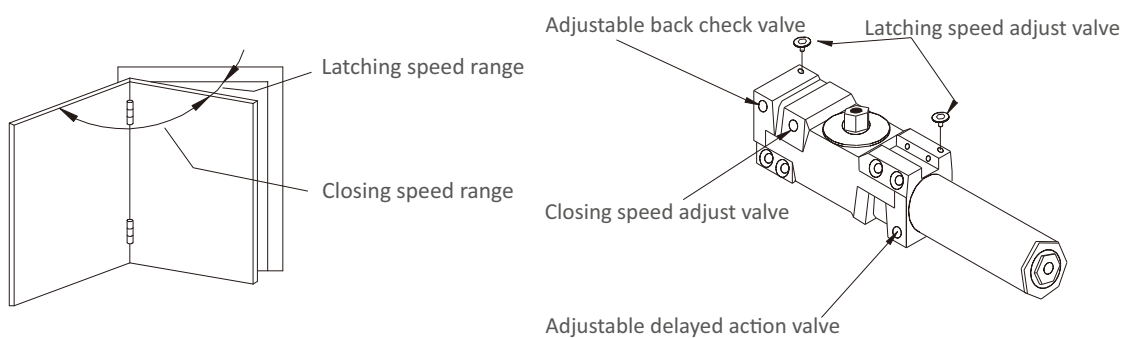 Latching speed range
Closing speed range
Adjustable back check valve
Latching speed adjust valve
Closing speed adjust valve
Adjustable delayed action valve